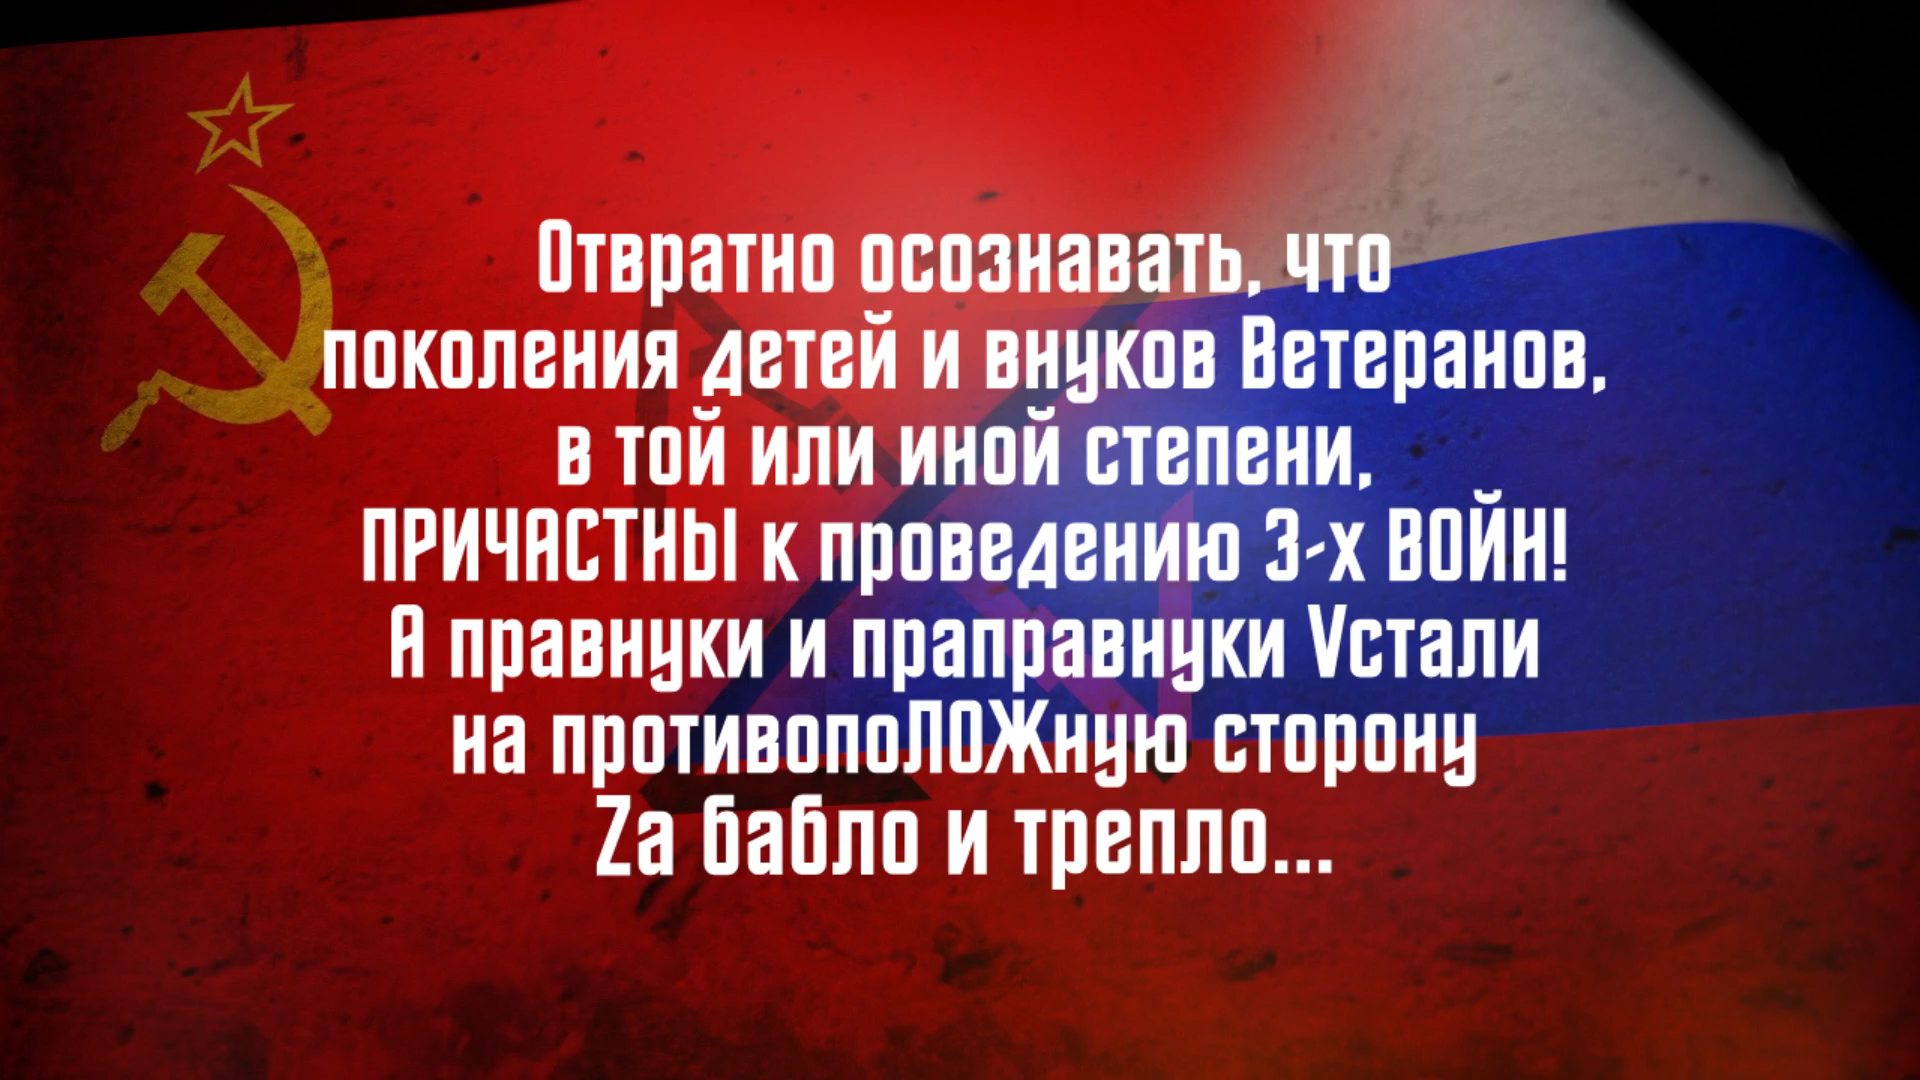 Отвратно осознавать, что
поколения детей и внуков Ветеранов,
в той или иной степени,
ПРИЧАСТНЫ к проведению 3-х ВОЙН!
А правнуки и праправнуки Vстали
на противопоЛОЖную сторону
Zа бабло и трепло...